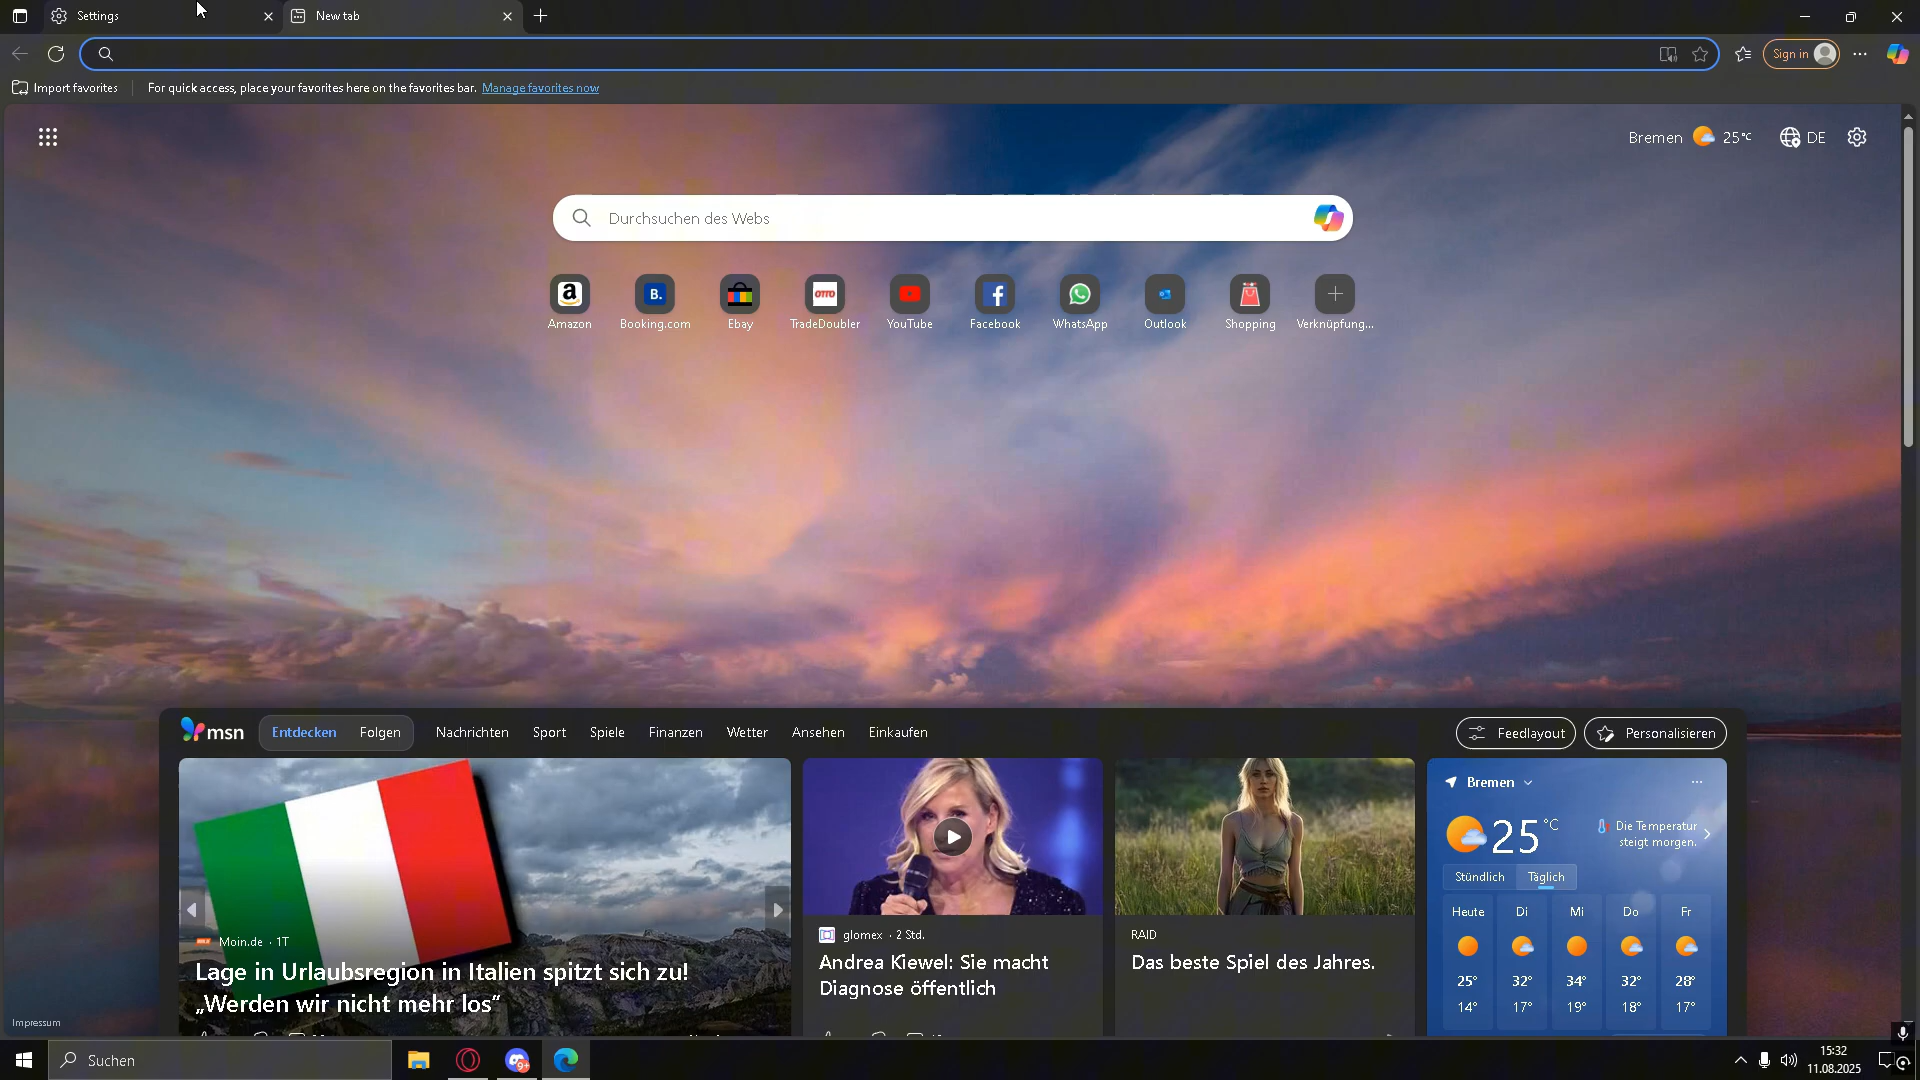 Settings
New tab
Sign in
Import favorites
For quick access, place your favorites here on the favorites bar. Manage favorites now
Bremen 25°C DE
Durchsuchen des Webs
Amazon
Booking.com
Ebay
TradeDoubler
YouTube
Facebook
WhatsApp
Outlook
Shopping
Verknüpfung...
msn
Entdecken
Folgen
Nachrichten
Sport
Spiele
Finanzen
Wetter
Ansehen
Einkaufen
Feedlayout
Personalisieren
Moin.de · 1T
Lage in Urlaubsregion in Italien spitzt sich zu!
„Werden wir nicht mehr los“
glomex · 2 Std.
Andrea Kiewel: Sie macht
Diagnose öffentlich
RAID
Das beste Spiel des Jahres.
Bremen
25 °C
Die Temperatur
steigt morgen.
Stündlich Täglich
Heute Di Mi Do Fr
25° 32° 34° 32° 28°
14° 17° 19° 18° 17°
Impressum
Suchen
9+
15:32
11.08.2025